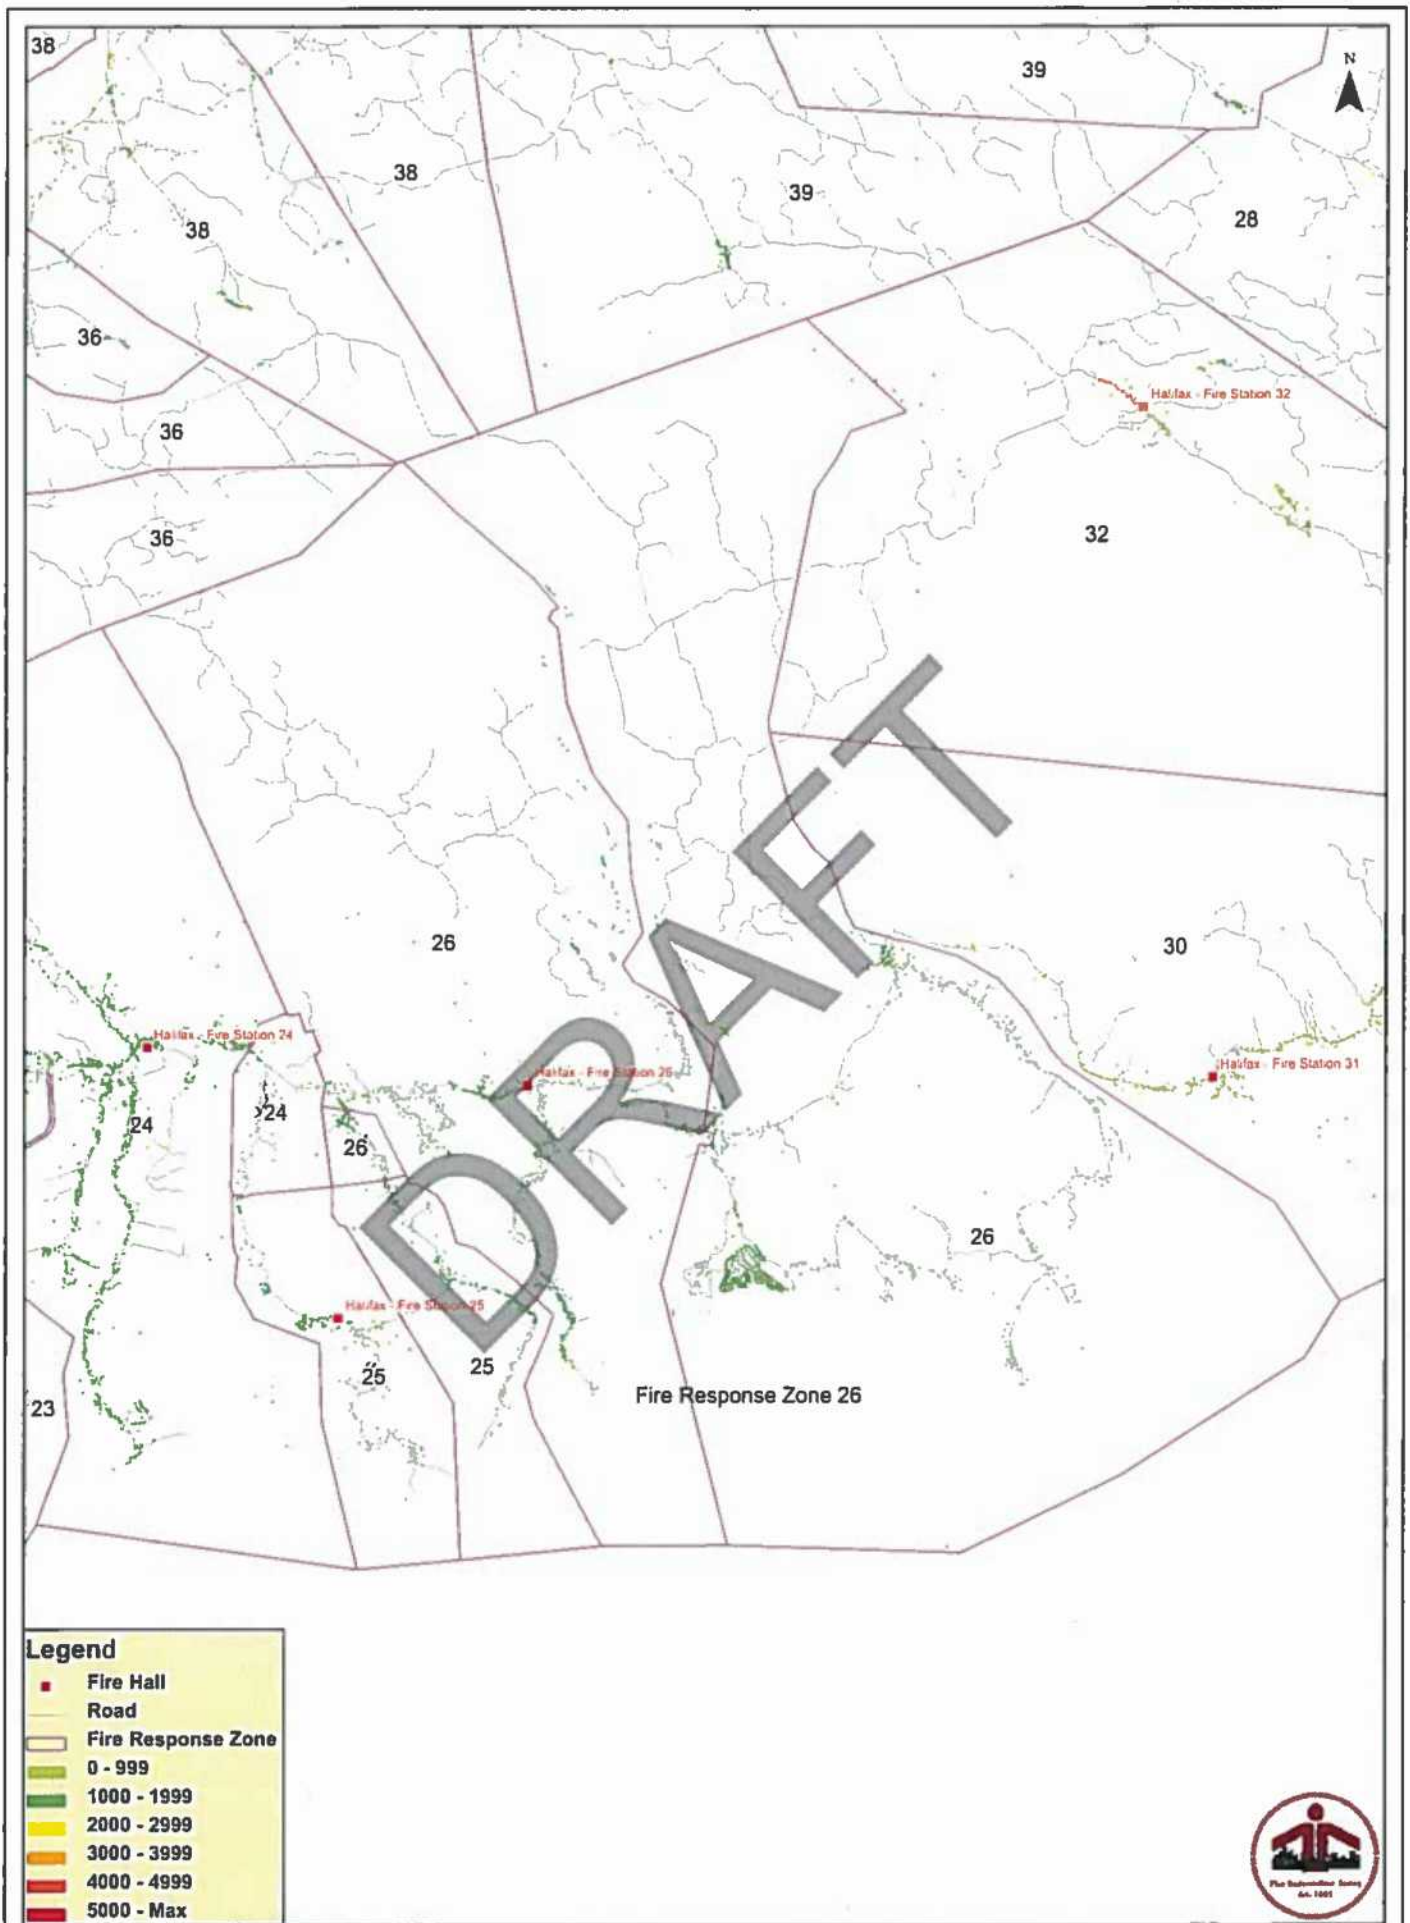 38
39
N
38
39
38
28
36
Halifax - Fire Station 32
36
32
36
26
30
Halifax - Fire Station 24
Halifax - Fire Station 26
Halifax - Fire Station 31
24
24
26
26
Halifax - Fire Station 25
25
25
23
Fire Response Zone 26
DRAFT
Legend
Fire Hall
Road
Fire Response Zone
0 - 999
1000 - 1999
2000 - 2999
3000 - 3999
4000 - 4999
5000 - Max